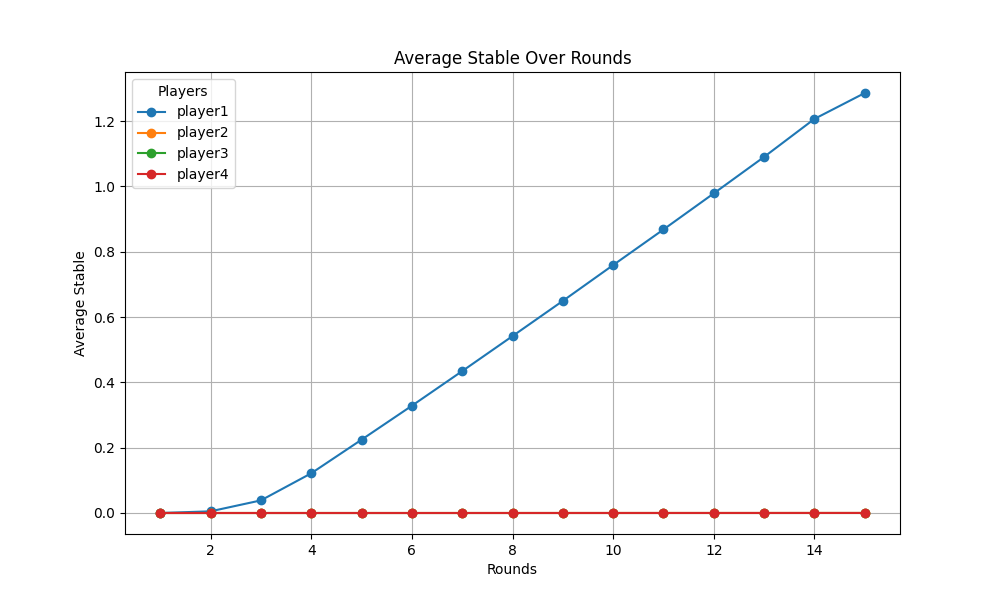 Average Stable Over Rounds
Players
player1
player2
player3
player4
1.2
1.0
0.8
0.6
0.4
0.2
0.0
Average Stable
2 4 6 8 10 12 14
Rounds